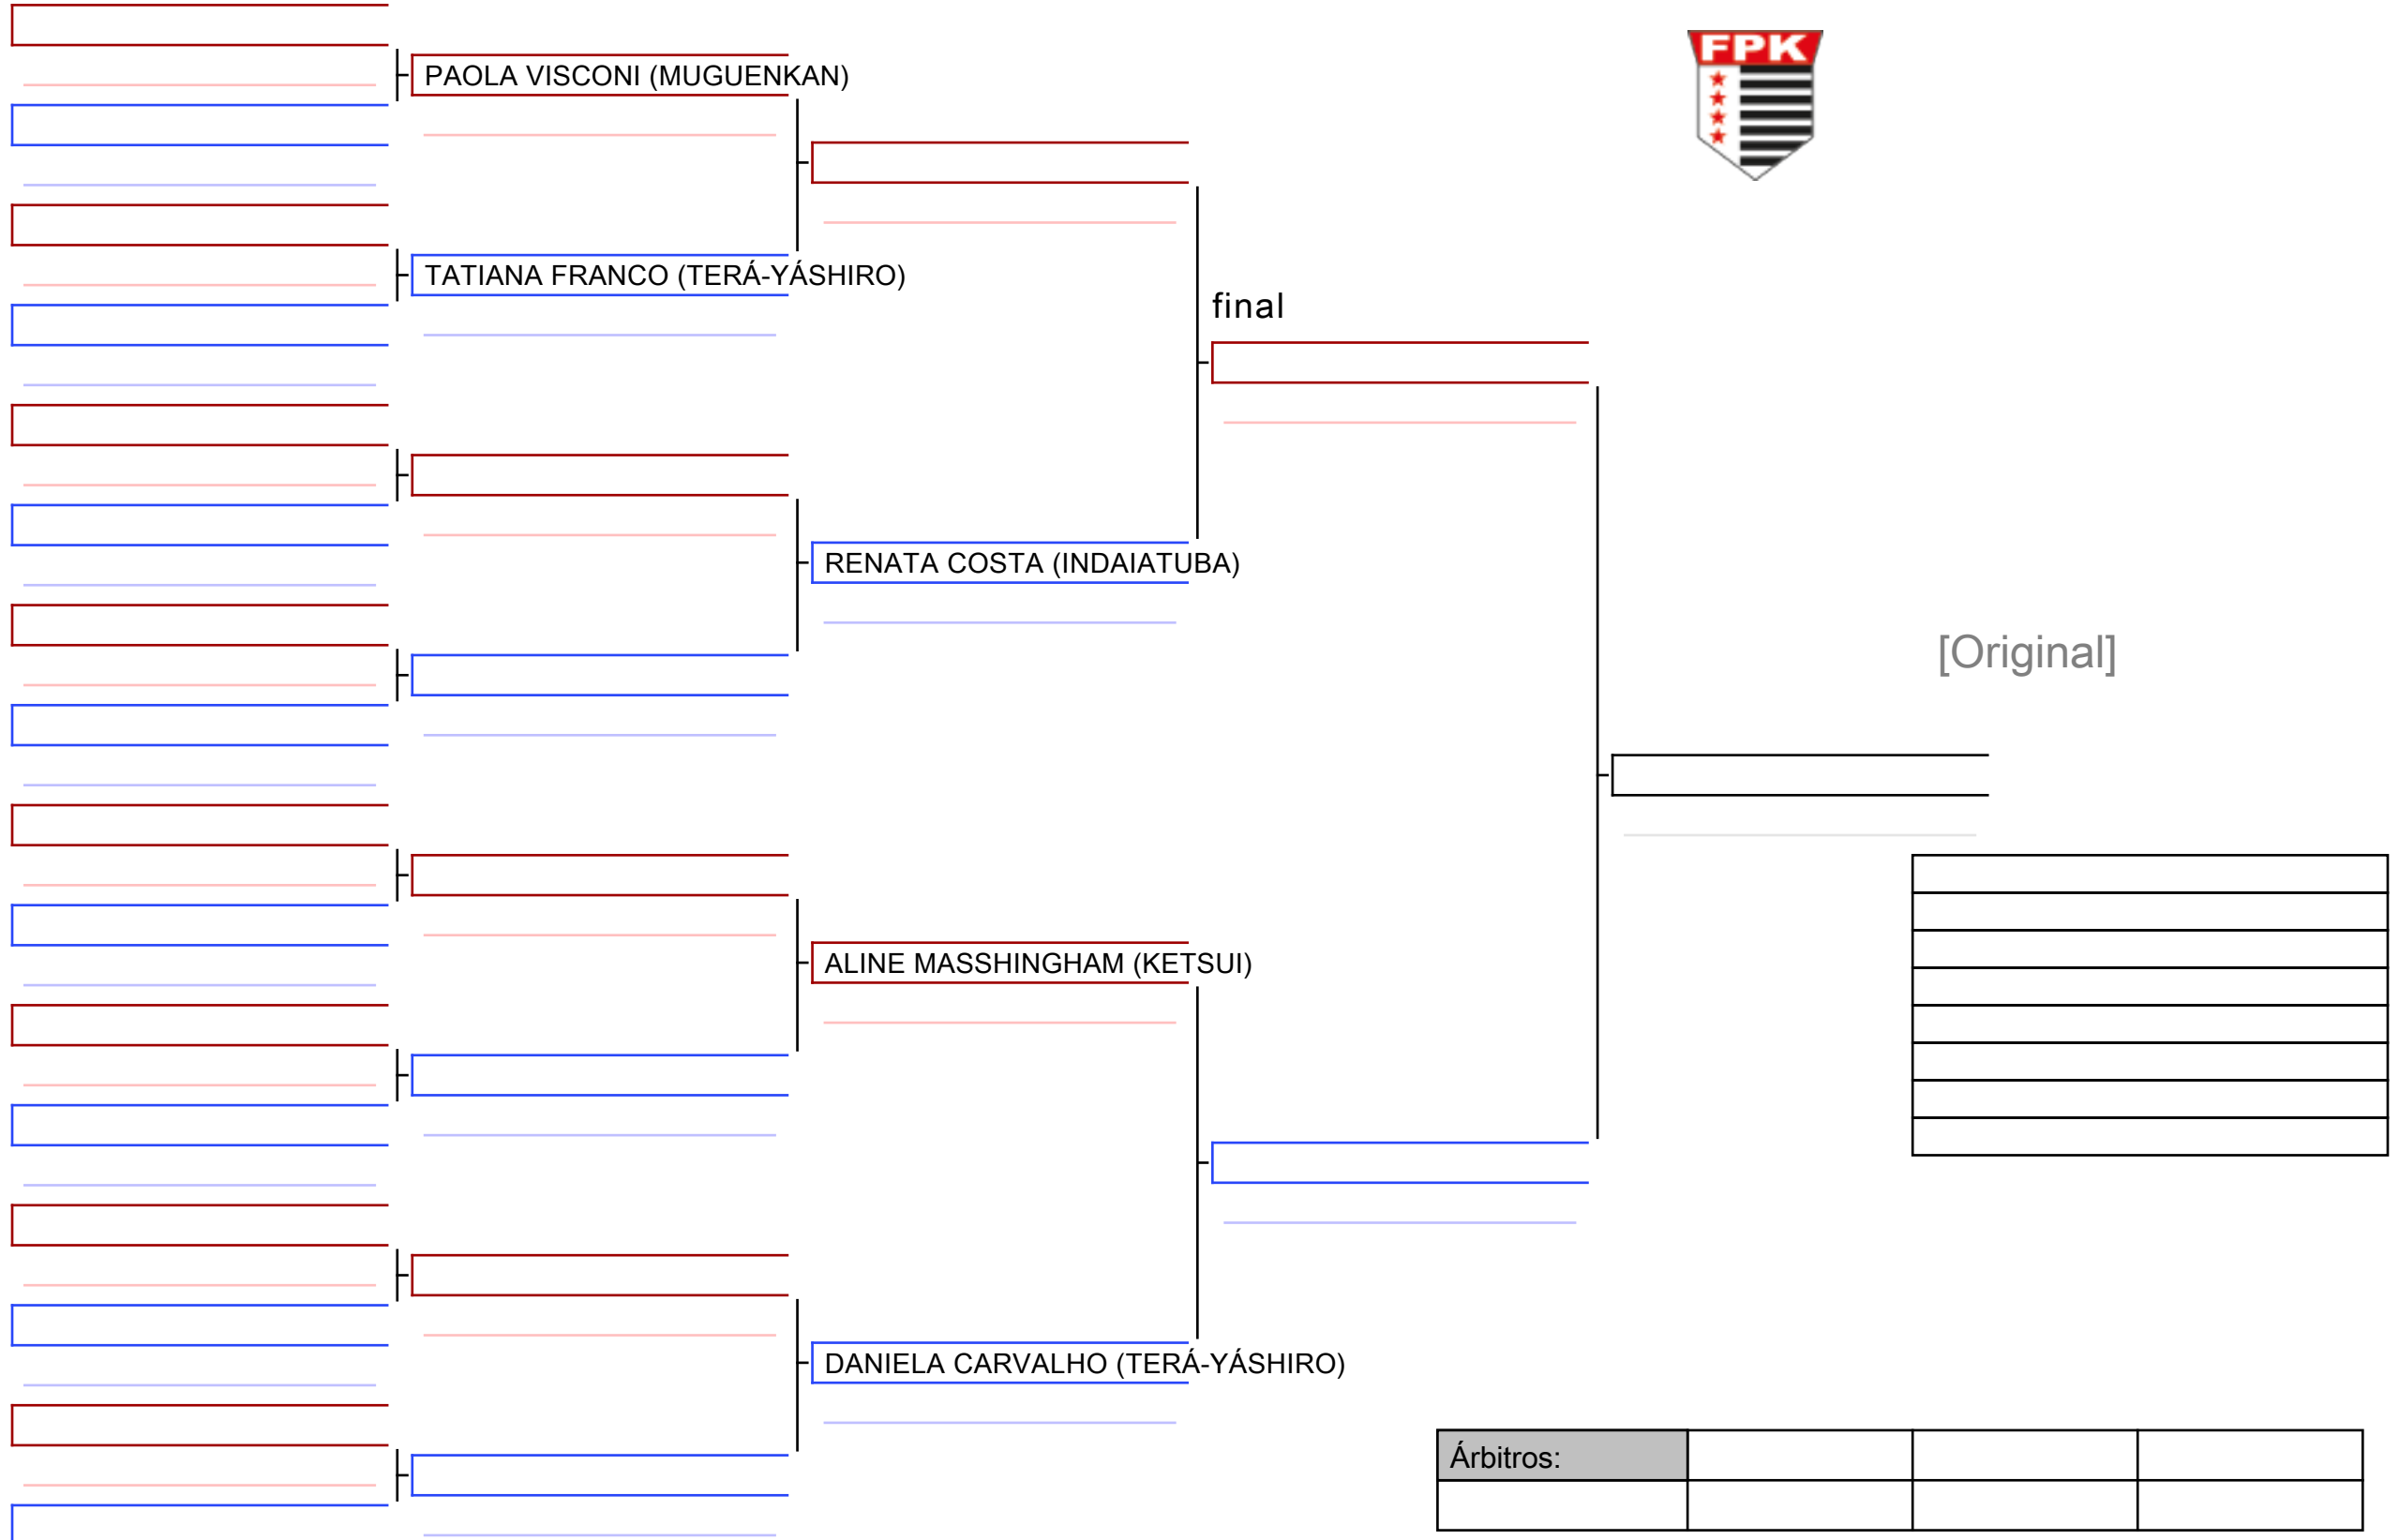 FPK
PAOLA VISCONI (MUGUENKAN)
TATIANA FRANCO (TERÁ-YÁSHIRO)
final
RENATA COSTA (INDAIATUBA)
[Original]
ALINE MASSHINGHAM (KETSUI)
DANIELA CARVALHO (TERÁ-YÁSHIRO)
Árbitros: